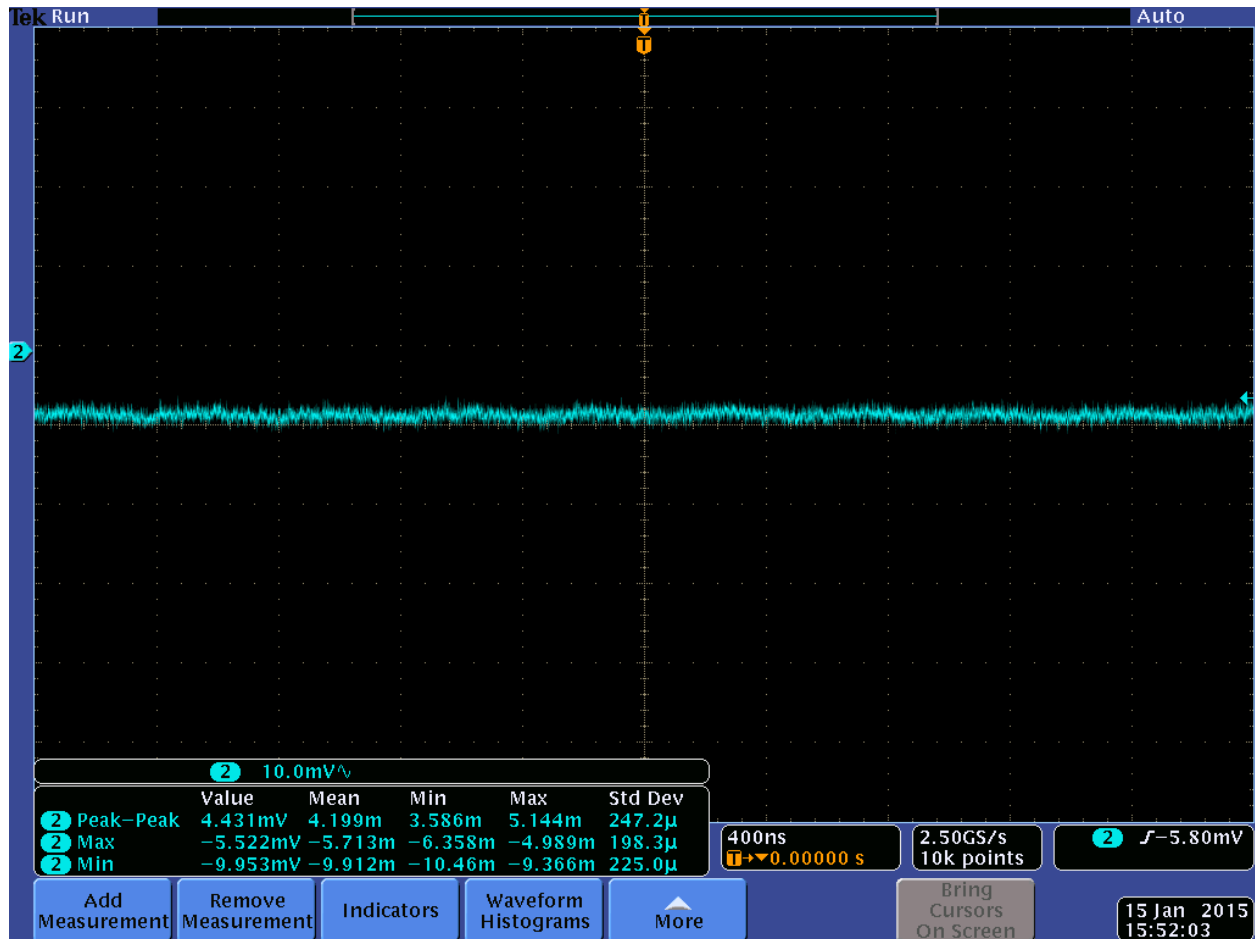 Tek Run Auto
T
T
2
2 10.0mV∿
Value Mean Min Max Std Dev
2 Peak−Peak 4.431mV 4.199m 3.586m 5.144m 247.2µ
2 Max −5.522mV −5.713m −6.358m −4.989m 198.3µ
2 Min −9.953mV −9.912m −10.46m −9.366m 225.0µ
400ns
T→▼0.00000 s
2.50GS/s
10k points
2 ʃ−5.80mV
Add
Measurement
Remove
Measurement
Indicators
Waveform
Histograms
More
Bring
Cursors
On Screen
15 Jan 2015
15:52:03